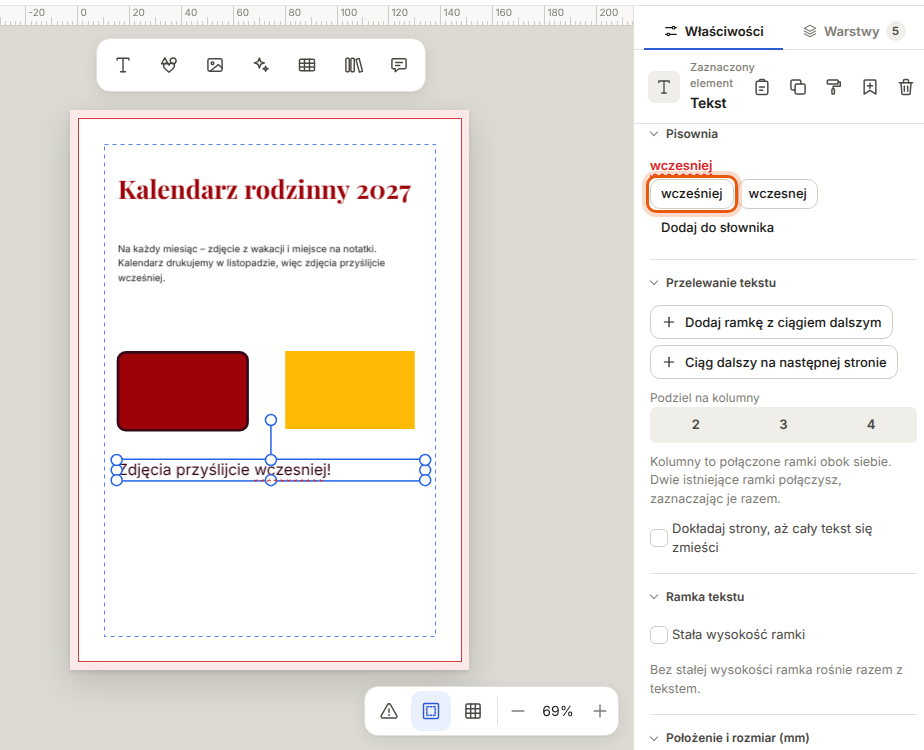 -20 0 20 40 60 80 100 120 140 160 180 200
Właściwości
Warstwy 5
Zaznaczony
element
Tekst
Pisownia
wczesniej
wcześniej
wczesnej
Dodaj do słownika
Przelewanie tekstu
Dodaj ramkę z ciągiem dalszym
Ciąg dalszy na następnej stronie
Podziel na kolumny
2 3 4
Kolumny to połączone ramki obok siebie.
Dwie istniejące ramki połączysz,
zaznaczając je razem.
Dokładaj strony, aż cały tekst się
zmieści
Ramka tekstu
Stała wysokość ramki
Bez stałej wysokości ramka rośnie razem z
tekstem.
Położenie i rozmiar (mm)
Kalendarz rodzinny 2027
Na każdy miesiąc – zdjęcie z wakacji i miejsce na notatki.
Kalendarz drukujemy w listopadzie, więc zdjęcia przyślijcie
wcześniej.
Zdjęcia przyślijcie wczesniej!
69%